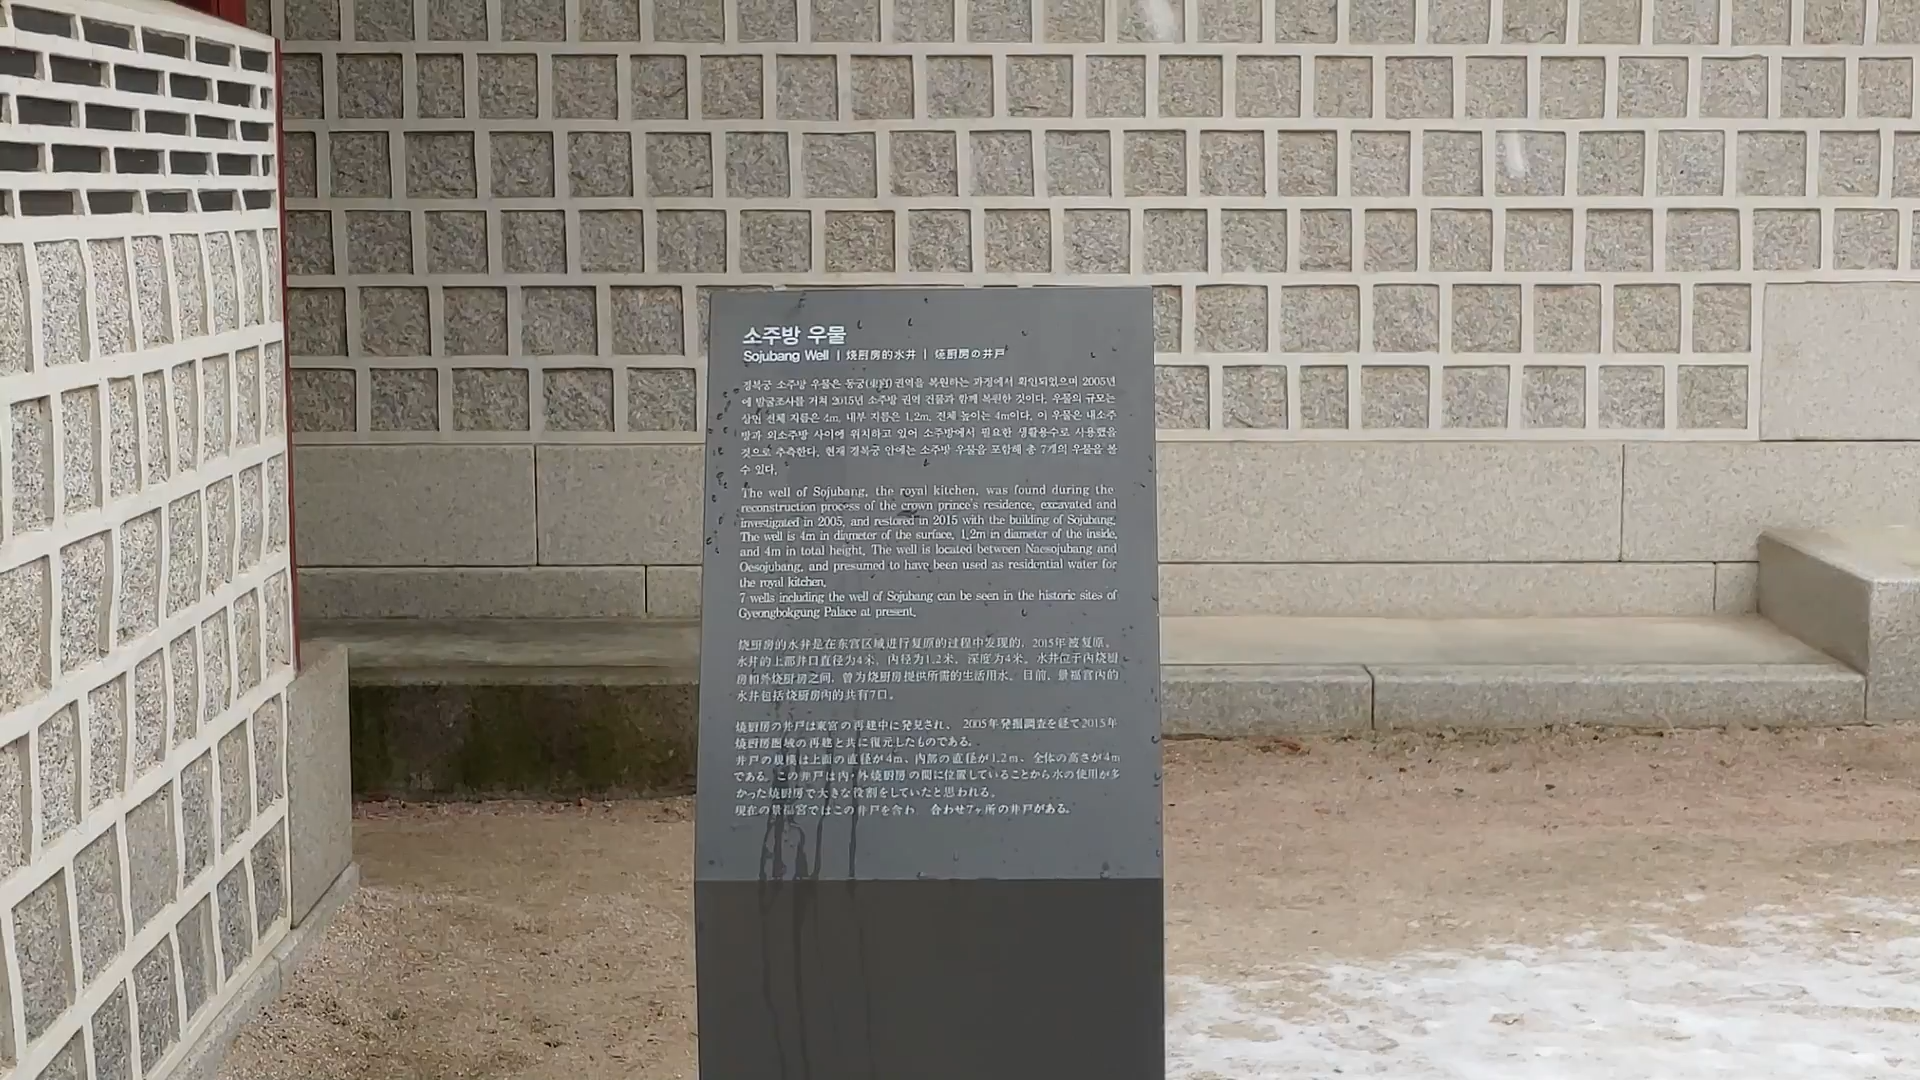 소주방 우물
Sojubang Well | 烧厨房的水井 | 焼厨房の井戸
경복궁 소주방 우물은 동궁(東宮) 권역을 복원하는 과정에서 확인되었으며 2005년
에 발굴조사를 거쳐 2015년 소주방 권역 건물과 함께 복원한 것이다. 우물의 규모는
상면 전체 지름은 4m, 내부 지름은 1.2m, 전체 높이는 4m이다. 이 우물은 내소주
방과 외소주방 사이에 위치하고 있어 소주방에서 필요한 생활용수로 사용했을
것으로 추측한다. 현재 경복궁 안에는 소주방 우물을 포함해 총 7개의 우물을 볼
수 있다.
The well of Sojubang, the royal kitchen, was found during the
reconstruction process of the crown prince's residence, excavated and
investigated in 2005, and restored in 2015 with the building of Sojubang.
The well is 4m in diameter of the surface, 1.2m in diameter of the inside,
and 4m in total height. The well is located between Naesojubang and
Oesojubang, and presumed to have been used as residential water for
the royal kitchen.
7 wells including the well of Sojubang can be seen in the historic sites of
Gyeongbokgung Palace at present.
烧厨房的水井是在东宫区域进行复原的过程中发现的，2015年被复原。
水井的上部井口直径为4米，内径为1.2米，深度为4米。水井位于内烧厨
房和外烧厨房之间，曾为烧厨房提供所需的生活用水。目前，景福宫内的
水井包括烧厨房内的共有7口。
焼厨房の井戸は東宮の再建中に発見され、2005年発掘調査を経て2015年
焼厨房圏域の再建と共に復元したものである。
井戸の規模は上面の直径が4m、内部の直径が1.2m、全体の高さが4m
である。この井戸は内・外焼厨房の間に位置していることから水の使用が多
かった焼厨房で大きな役割をしていたと思われる。
現在の景福宮ではこの井戸を含わ 合わせ7ヶ所の井戸がある。